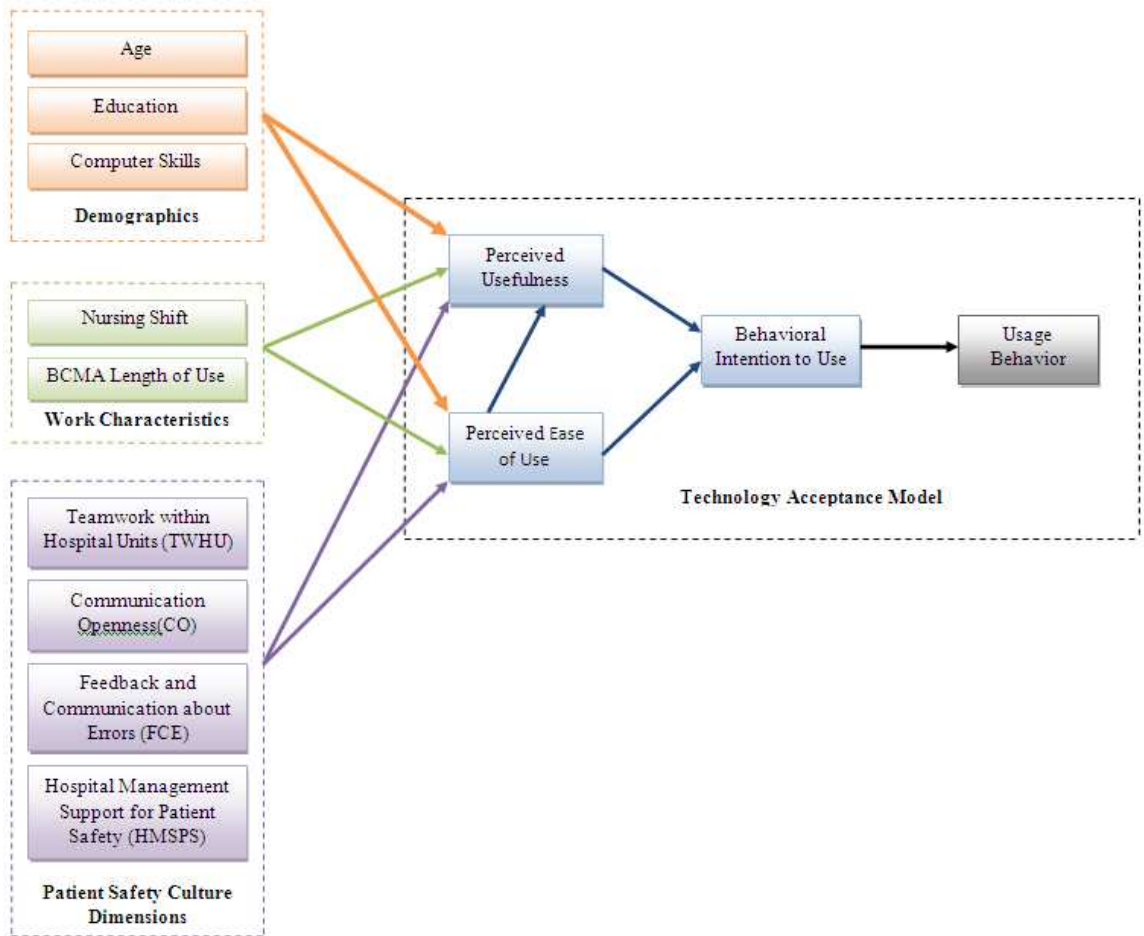 Age
Education
Computer Skills
Demographics
Nursing Shift
BCMA Length of Use
Work Characteristics
Teamwork within
Hospital Units (TWHU)
Communication
Openness(CO)
Feedback and
Communication about
Errors (FCE)
Hospital Management
Support for Patient
Safety (HMSPS)
Patient Safety Culture
Dimensions
Perceived
Usefulness
Perceived Ease
of Use
Behavioral
Intention to Use
Usage
Behavior
Technology Acceptance Model